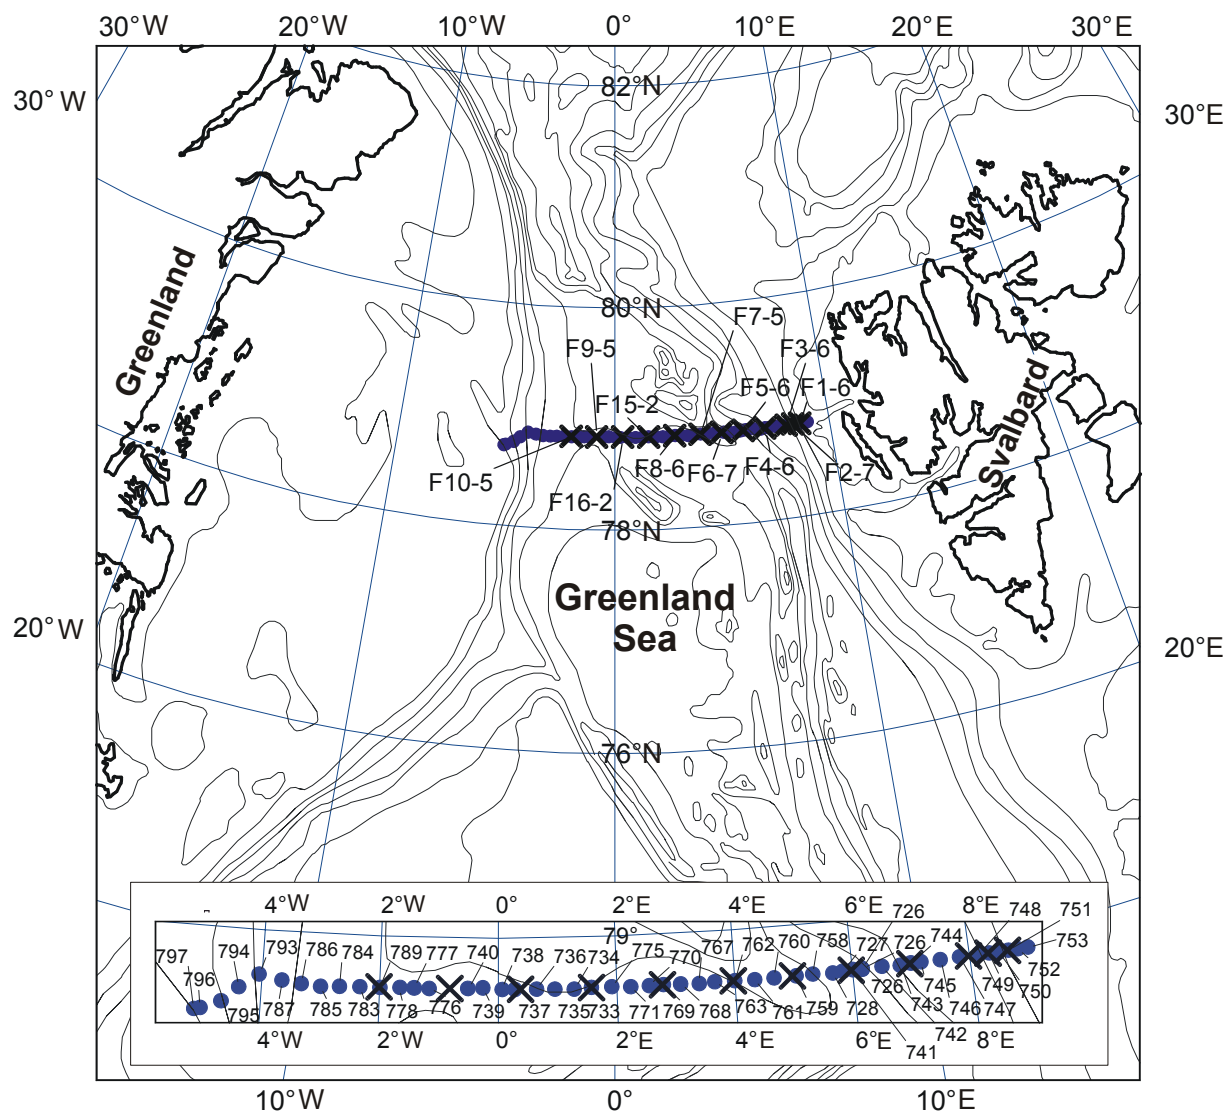 30°W 20°W 10°W 0° 10°E 20°E 30°E
82°N
30°W
30°E
Greenland
80°N
F7-5
F9-5
F3-6
Svalbard
F5-6
F1-6
F15-2
F10-5
F8-6
F6-7
F4-6
F2-7
F16-2
78°N
Greenland
Sea
20°W
20°E
76°N
4°W 2°W 0° 2°E 4°E 6°E 8°E
726
748
751
79°
797
796
794
793
786
784
789
777
740
738
736
734
775
770
767
762
760
758
727
726
744
753
752
750
795
787
785
783
778
776
739
737
735
733
771
769
768
763
761
759
728
726
743
745
746
749
747
742
741
4°W 2°W 0° 2°E 4°E 6°E 8°E
10°W 0° 10°E